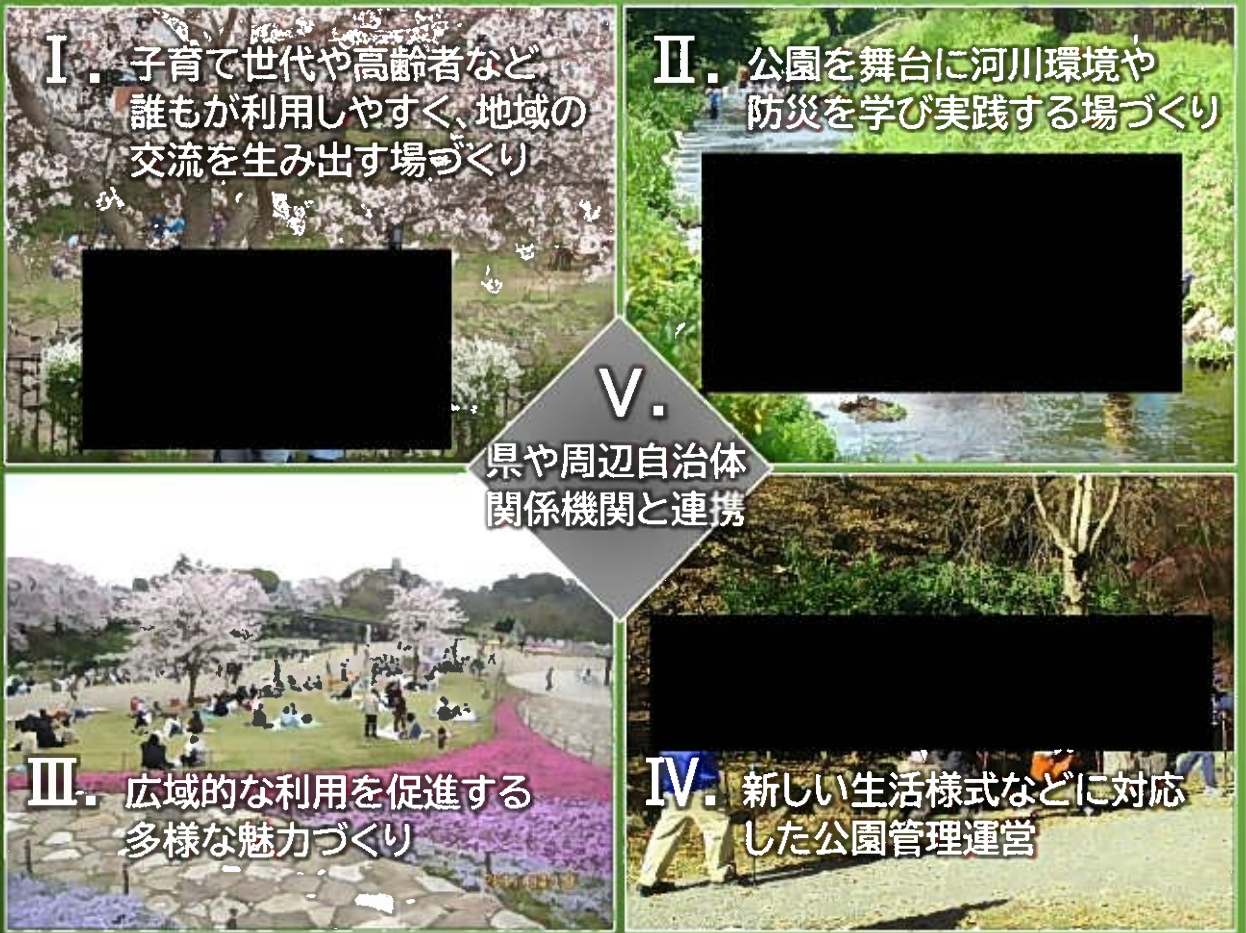 Ⅰ. 子育て世代や高齢者など
誰もが利用しやすく、地域の
交流を生み出す場づくり
Ⅱ. 公園を舞台に河川環境や
防災を学び実践する場づくり
Ⅴ.
県や周辺自治体
関係機関と連携
Ⅲ. 広域的な利用を促進する
多様な魅力づくり
Ⅳ. 新しい生活様式などに対応
した公園管理運営